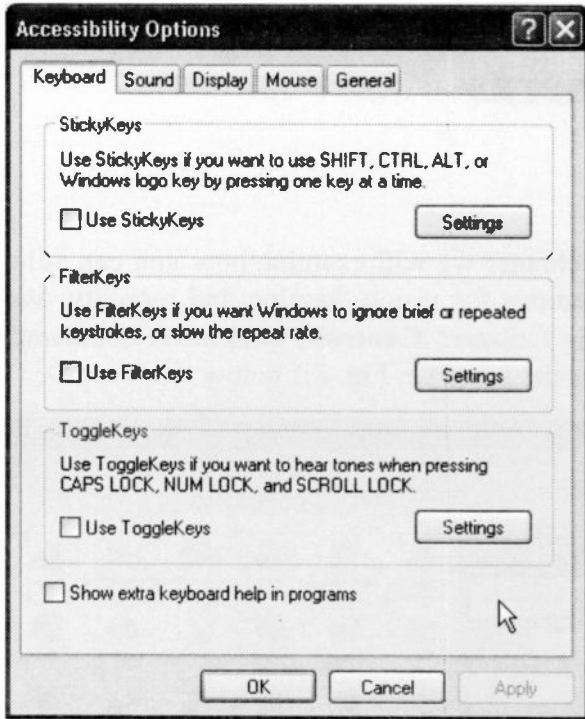 Accessibility Options
Keyboard Sound Display Mouse General
StickyKeys
Use StickyKeys if you want to use SHIFT, CTRL, ALT, or
Windows logo key by pressing one key at a time.
Use StickyKeys Settings
FilterKeys
Use FilterKeys if you want Windows to ignore brief or repeated
keystrokes, or slow the repeat rate.
Use FilterKeys Settings
ToggleKeys
Use ToggleKeys if you want to hear tones when pressing
CAPS LOCK, NUM LOCK, and SCROLL LOCK.
Use ToggleKeys Settings
Show extra keyboard help in programs
OK Cancel Apply